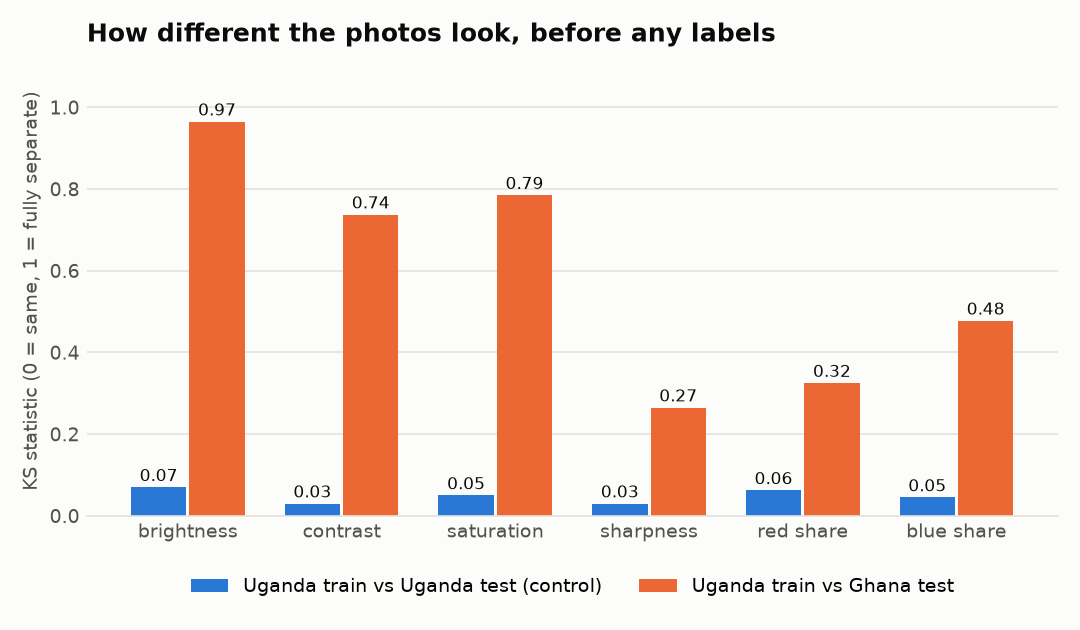 How different the photos look, before any labels
KS statistic (0 = same, 1 = fully separate)
1.0
0.8
0.6
0.4
0.2
0.0
0.07
0.97
0.03
0.74
0.05
0.79
0.03
0.27
0.06
0.32
0.05
0.48
brightness
contrast
saturation
sharpness
red share
blue share
Uganda train vs Uganda test (control)
Uganda train vs Ghana test